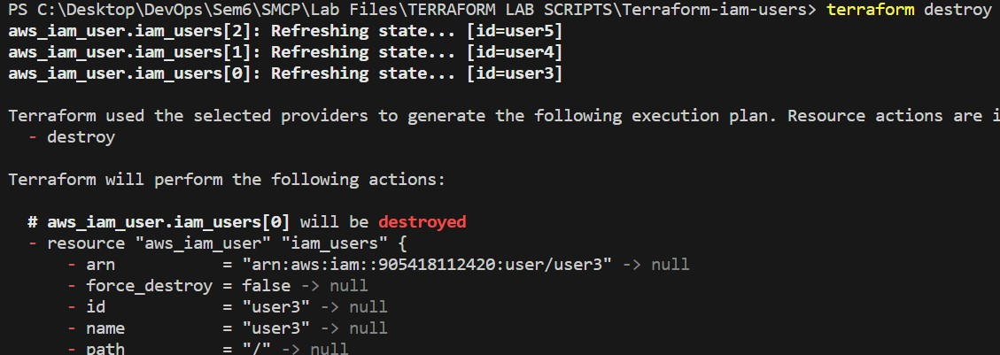 PS C:\Desktop\DevOps\Sem6\SMCP\Lab Files\TERRAFORM LAB SCRIPTS\Terraform-iam-users> terraform destroy
aws_iam_user.iam_users[2]: Refreshing state... [id=user5]
aws_iam_user.iam_users[1]: Refreshing state... [id=user4]
aws_iam_user.iam_users[0]: Refreshing state... [id=user3]
Terraform used the selected providers to generate the following execution plan. Resource actions are i
- destroy
Terraform will perform the following actions:
# aws_iam_user.iam_users[0] will be destroyed
- resource "aws_iam_user" "iam_users" {
- arn = "arn:aws:iam::905418112420:user/user3" -> null
- force_destroy = false -> null
- id = "user3" -> null
- name = "user3" -> null
- path = "/" -> null